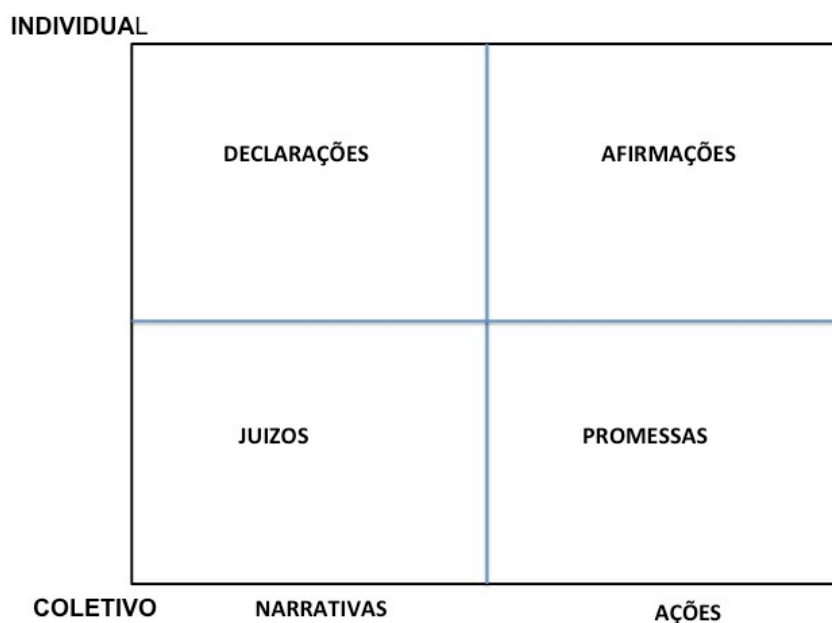 INDIVIDUAL
DECLARAÇÕES AFIRMAÇÕES
JUIZOS PROMESSAS
COLETIVO NARRATIVAS AÇÕES